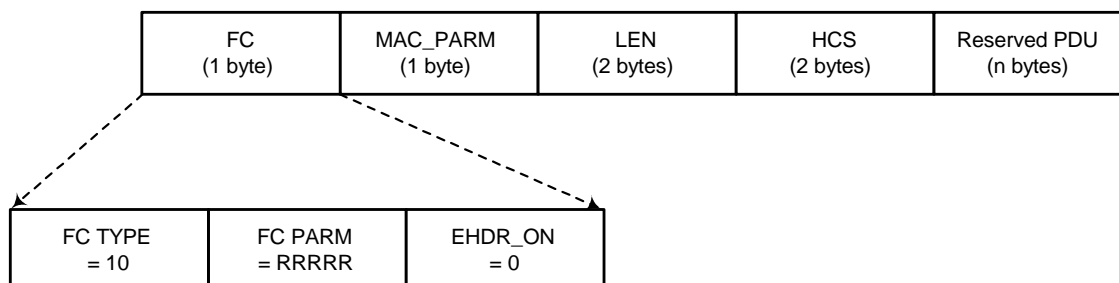 FC
(1 byte)
MAC_PARM
(1 byte)
LEN
(2 bytes)
HCS
(2 bytes)
Reserved PDU
(n bytes)
FC TYPE
= 10
FC PARM
= RRRRR
EHDR_ON
= 0